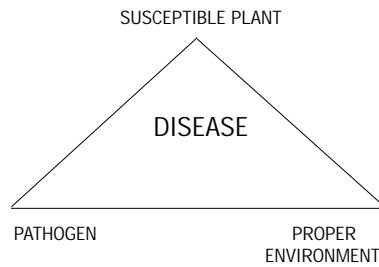 SUSCEPTIBLE PLANT
DISEASE
PATHOGEN
PROPER
ENVIRONMENT